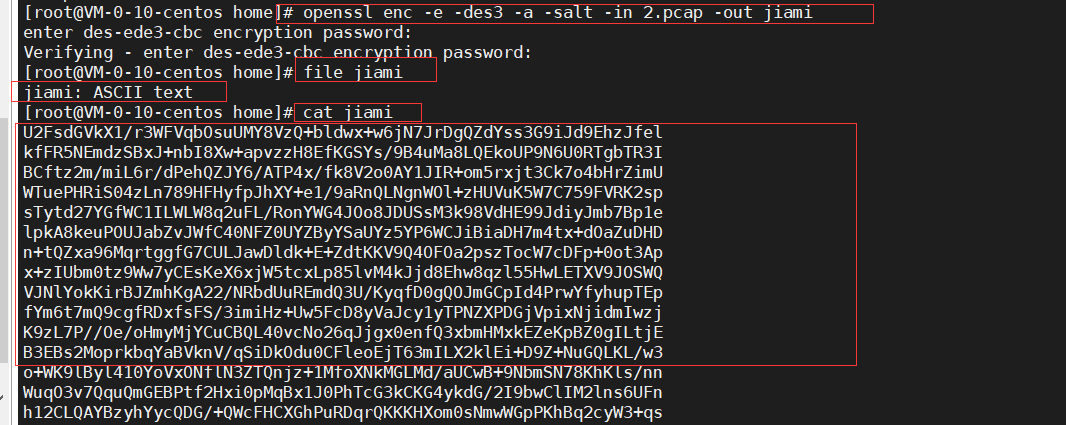 [root@VM-0-10-centos home]# openssl enc -e -des3 -a -salt -in 2.pcap -out jiami
enter des-ede3-cbc encryption password:
Verifying - enter des-ede3-cbc encryption password:
[root@VM-0-10-centos home]# file jiami
jiami: ASCII text
[root@VM-0-10-centos home]# cat jiami
U2FsdGVkX1/r3WFVqbOsuUMY8VzQ+bldwx+w6jN7JrDgQZdYss3G9iJd9EhzJfel
kfFR5NEmdzSBxJ+nbI8Xw+apvzzH8EfKGSYs/9B4uMa8LQEkoUP9N6U0RTgbTR3I
BCftz2m/miL6r/dPehQZJY6/ATP4x/fk8V2o0AY1JIR+om5rxjt3Ck7o4bHrZimU
WTuePHRiS04zLn789HFHyfpJhXY+e1/9aRnQLNgnWOl+zHUVuK5W7C759FVRK2sp
sTytd27YGfWC1ILWLW8q2uFL/RonYWG4JOo8JDUSsM3k98VdHE99JdiyJmb7Bp1e
lpkA8keuPOUJabZvJWfC40NFZ0UYZByYSaUYz5YP6WCJiBiaDH7m4tx+dOaZuDHD
n+tQZxa96MqrtggfG7CULJawDldk+E+ZdtKKV9Q4OFOa2pszTocW7cDFp+0ot3Ap
x+zIUbm0tz9Ww7yCEsKeX6xjW5tcxLp85lvM4kJjd8Ehw8qzl55HwLETXV9JOSWQ
VJNlYokKirBJZmhKgA22/NRbdUuREmdQ3U/KyqfD0gQOJmGCpId4PrwYfyhupTEp
fYm6t7mQ9cgfRDxfsFS/3imiHz+Uw5FcD8yVaJcy1yTPNZXPDGjVpixNjidmIwzj
K9zL7P//Oe/oHmyMjYCuCBQL40vcNo26qJjgx0enfQ3xbmHMxkEZeKpBZ0gILtjE
B3EBs2MoprkbqYaBVknV/qSiDkOdu0CFleoEjT63mILX2klEi+D9Z+NuGQLKL/w3
o+WK9lByl410YoVxONflN3ZTQnjz+1MfoXNkMGLMd/aUCwB+9NbmSN78KhKls/nn
WuqO3v7QquQmGEBPtf2Hxi0pMqBx1J0PhTcG3kCKG4ykdG/2I9bwClIM2lns6UFn
h12CLQAYBzyhYycQDG/+QWcFHCXGhPuRDqrQKKKHXom0sNmwWGpPKhBq2cyW3+qs